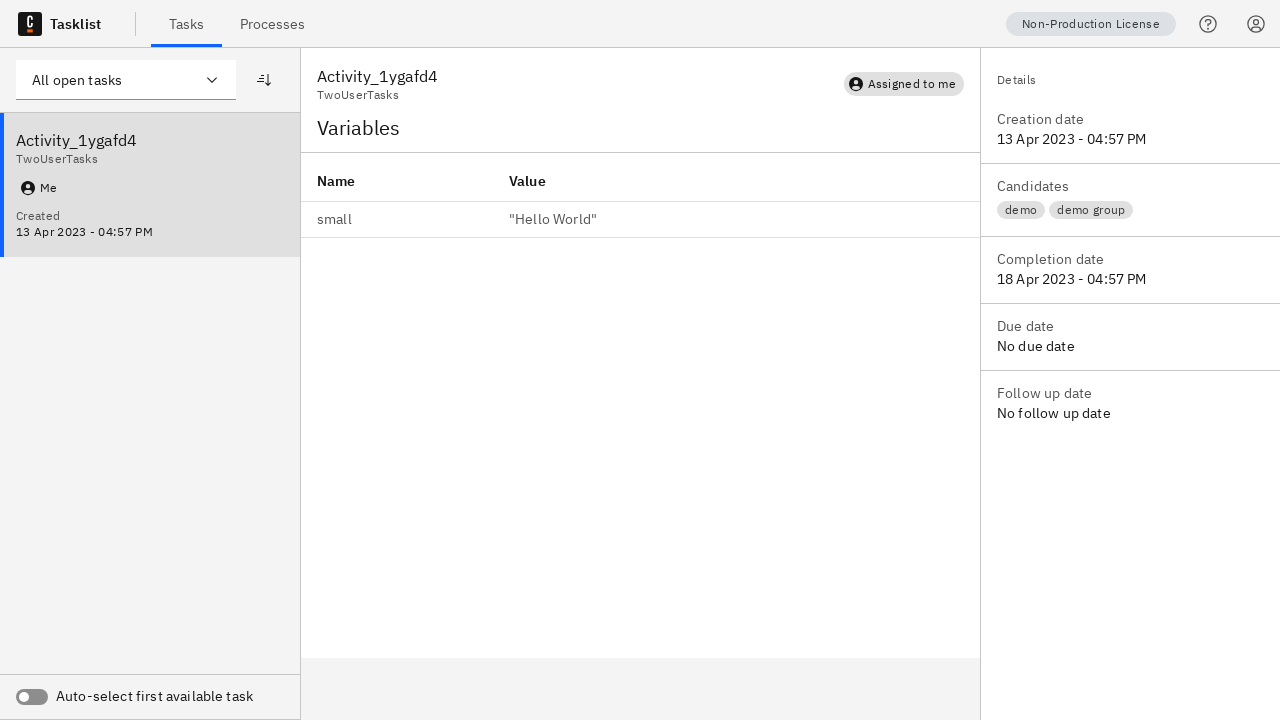 Tasklist
Tasks
Processes
Non-Production License
All open tasks
Activity_1ygafd4
TwoUserTasks
Me
Created
13 Apr 2023 - 04:57 PM
Auto-select first available task
Activity_1ygafd4
TwoUserTasks
Assigned to me
Variables
Name Value
small "Hello World"
Details
Creation date
13 Apr 2023 - 04:57 PM
Candidates
demo demo group
Completion date
18 Apr 2023 - 04:57 PM
Due date
No due date
Follow up date
No follow up date